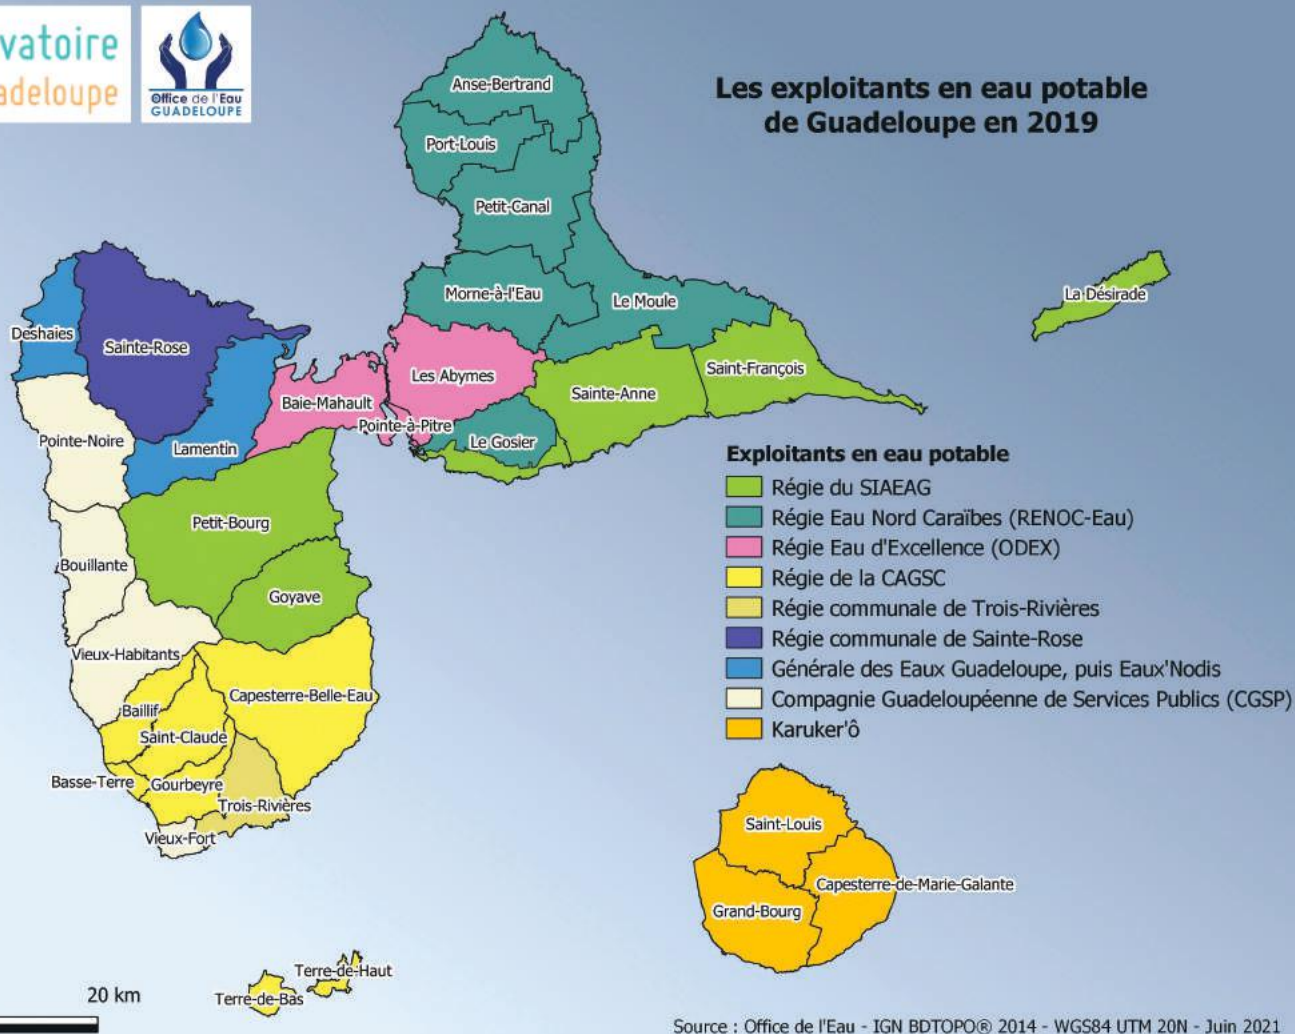 vatoire
adeloupe
Office de l'Eau
GUADELOUPE
Les exploitants en eau potable
de Guadeloupe en 2019
Anse-Bertrand
Port-Louis
Petit-Canal
Morne-à-l'Eau
Le Moule
La Désirade
Deshaies
Sainte-Rose
Les Abymes
Saint-François
Sainte-Anne
Baie-Mahault
Pointe-à-Pitre
Le Gosier
Pointe-Noire
Lamentin
Petit-Bourg
Bouillante
Goyave
Vieux-Habitants
Capesterre-Belle-Eau
Baillif
Saint-Claude
Basse-Terre
Gourbeyre
Trois-Rivières
Vieux-Fort
Exploitants en eau potable
Régie du SIAEAG
Régie Eau Nord Caraïbes (RENOC-Eau)
Régie Eau d'Excellence (ODEX)
Régie de la CAGSC
Régie communale de Trois-Rivières
Régie communale de Sainte-Rose
Générale des Eaux Guadeloupe, puis Eaux'Nodis
Compagnie Guadeloupéenne de Services Publics (CGSP)
Karuker'ô
Saint-Louis
Capesterre-de-Marie-Galante
Grand-Bourg
Terre-de-Haut
Terre-de-Bas
20 km
Source : Office de l'Eau - IGN BDTOPO® 2014 - WGS84 UTM 20N - Juin 2021